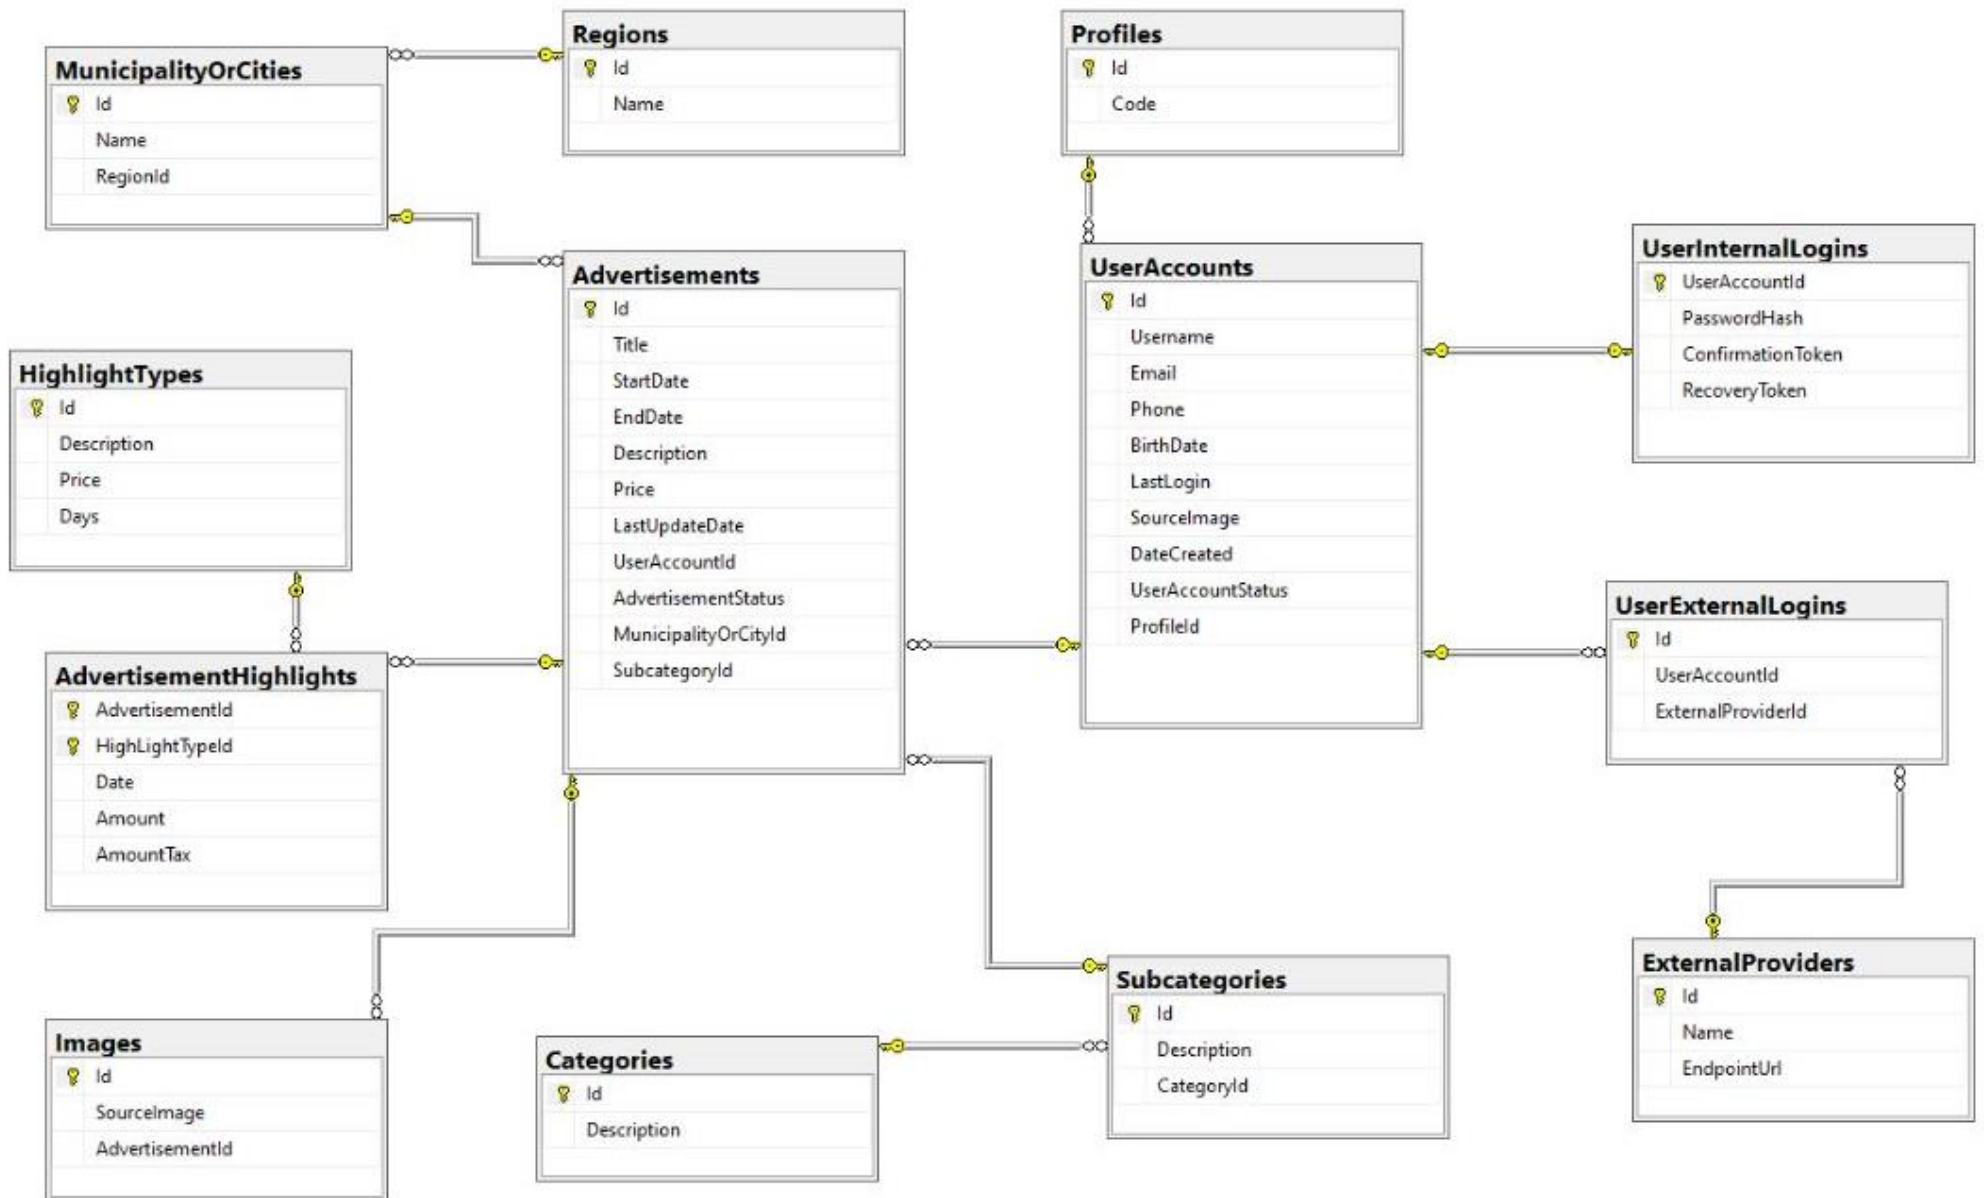 MunicipalityOrCities
Id
Name
RegionId
Regions
Id
Name
Profiles
Id
Code
HighlightTypes
Id
Description
Price
Days
Advertisements
Id
Title
StartDate
EndDate
Description
Price
LastUpdateDate
UserAccountId
AdvertisementStatus
MunicipalityOrCityId
SubcategoryId
UserAccounts
Id
Username
Email
Phone
BirthDate
LastLogin
SourceImage
DateCreated
UserAccountStatus
ProfileId
UserInternalLogins
UserAccountId
PasswordHash
ConfirmationToken
RecoveryToken
UserExternalLogins
Id
UserAccountId
ExternalProviderId
AdvertisementHighlights
AdvertisementId
HighLightTypeId
Date
Amount
AmountTax
Images
Id
SourceImage
AdvertisementId
Categories
Id
Description
Subcategories
Id
Description
CategoryId
ExternalProviders
Id
Name
EndpointUrl